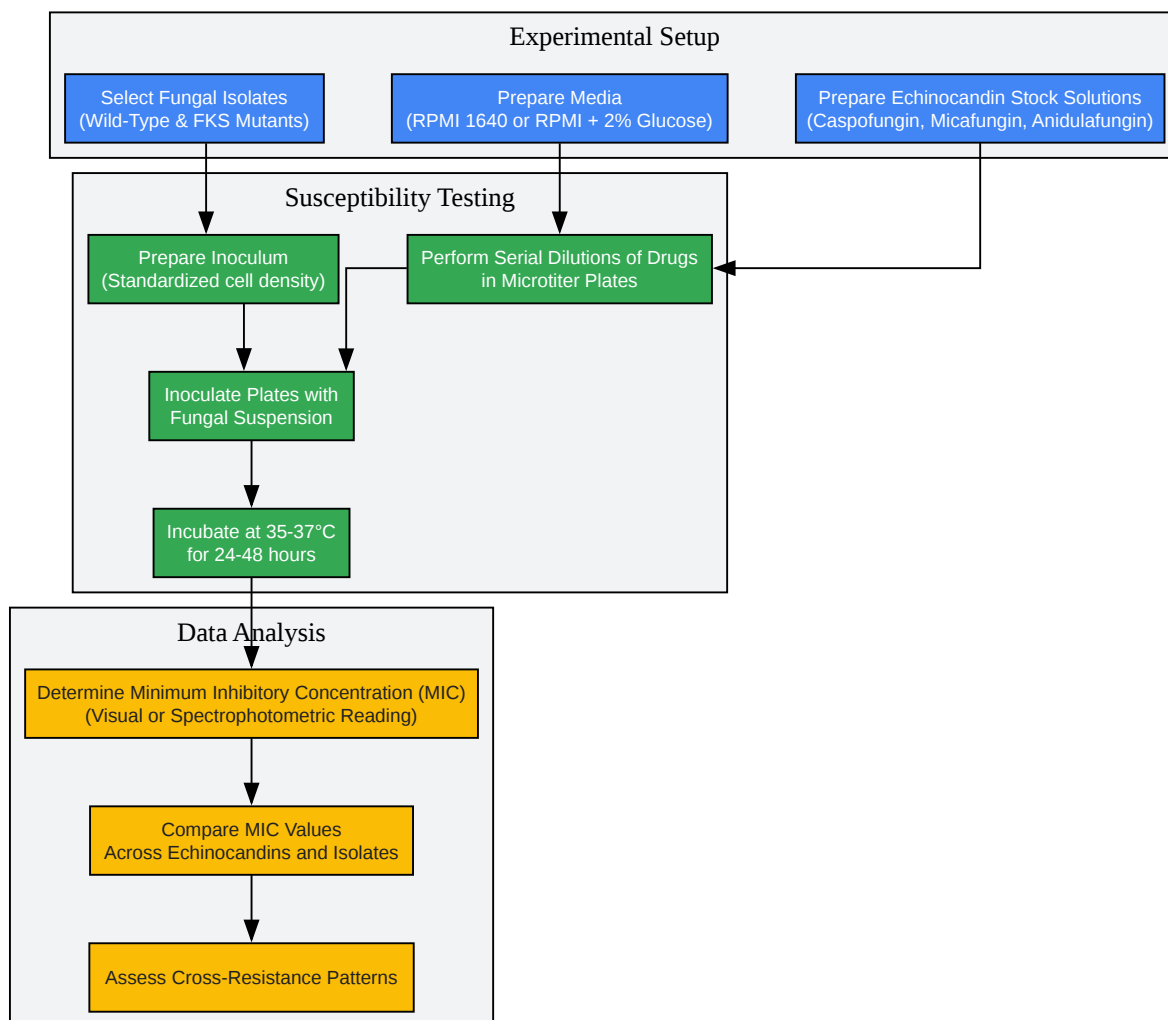 Experimental Setup
Select Fungal Isolates
(Wild-Type & FKS Mutants)
Prepare Media
(RPMI 1640 or RPMI + 2% Glucose)
Prepare Echinocandin Stock Solutions
(Caspofungin, Micafungin, Anidulafungin)
Susceptibility Testing
Prepare Inoculum
(Standardized cell density)
Perform Serial Dilutions of Drugs
in Microtiter Plates
Inoculate Plates with
Fungal Suspension
Incubate at 35-37°C
for 24-48 hours
Data Analysis
Determine Minimum Inhibitory Concentration (MIC)
(Visual or Spectrophotometric Reading)
Compare MIC Values
Across Echinocandins and Isolates
Assess Cross-Resistance Patterns